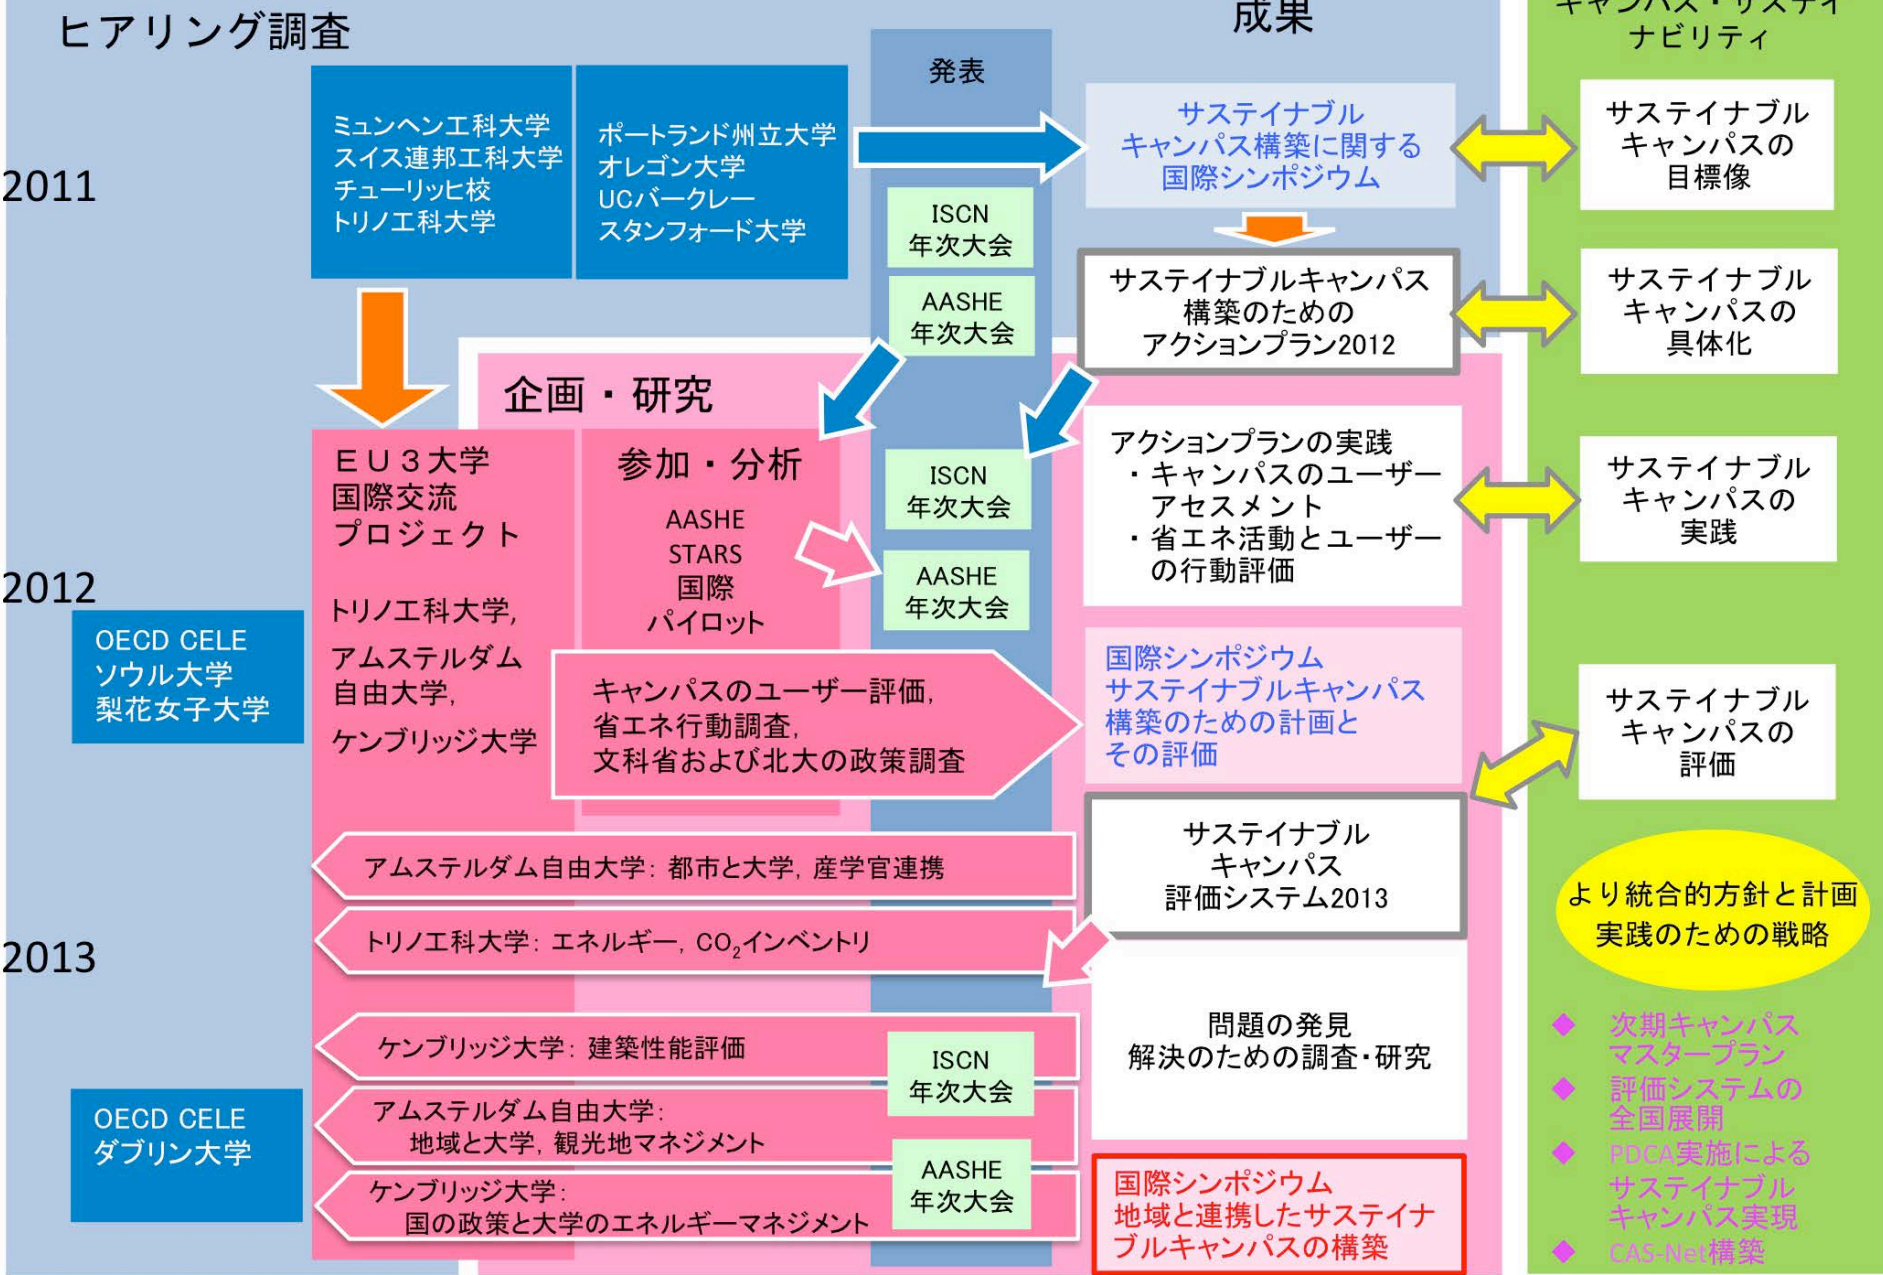 ヒアリング調査
成果
キャンパス・サステイ
ナビリティ
発表
2011
ミュンヘン工科大学
スイス連邦工科大学
チューリッヒ校
トリノ工科大学
ポートランド州立大学
オレゴン大学
UCバークレー
スタンフォード大学
ISCN
年次大会
AASHE
年次大会
サステイナブル
キャンパス構築に関する
国際シンポジウム
サステイナブル
キャンパスの
目標像
サステイナブルキャンパス
構築のための
アクションプラン2012
サステイナブル
キャンパスの
具体化
企画・研究
2012
EU3大学
国際交流
プロジェクト
トリノ工科大学,
アムステルダム
自由大学,
ケンブリッジ大学
参加・分析
AASHE
STARS
国際
パイロット
ISCN
年次大会
AASHE
年次大会
アクションプランの実践
・キャンパスのユーザー
アセスメント
・省エネ活動とユーザー
の行動評価
サステイナブル
キャンパスの
実践
OECD CELE
ソウル大学
梨花女子大学
キャンパスのユーザー評価,
省エネ行動調査,
文科省および北大の政策調査
国際シンポジウム
サステイナブルキャンパス
構築のための計画と
その評価
サステイナブル
キャンパスの
評価
2013
アムステルダム自由大学: 都市と大学, 産学官連携
トリノ工科大学: エネルギー, CO₂インベントリ
サステイナブル
キャンパス
評価システム2013
より統合的方針と計画
実践のための戦略
ケンブリッジ大学: 建築性能評価
ISCN
年次大会
問題の発見
解決のための調査・研究
OECD CELE
ダブリン大学
アムステルダム自由大学:
地域と大学, 観光地マネジメント
ケンブリッジ大学:
国の政策と大学のエネルギーマネジメント
AASHE
年次大会
国際シンポジウム
地域と連携したサステイナ
ブルキャンパスの構築
◆ 次期キャンパス
マスタープラン
◆ 評価システムの
全国展開
◆ PDCA実施による
サステイナブル
キャンパス実現
◆ CAS-Net構築